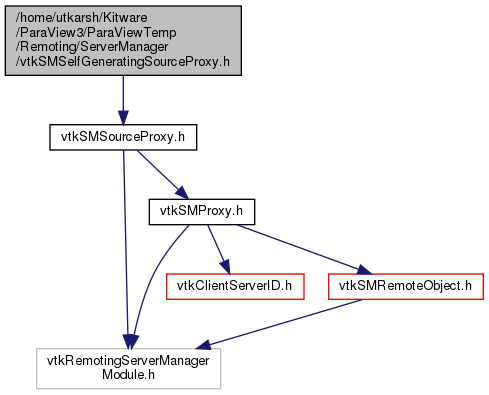 /home/utkarsh/Kitware
/ParaView3/ParaViewTemp
/Remoting/ServerManager
/vtkSMSelfGeneratingSourceProxy.h
vtkSMSourceProxy.h
vtkSMProxy.h
vtkClientServerID.h
vtkSMRemoteObject.h
vtkRemotingServerManager
Module.h